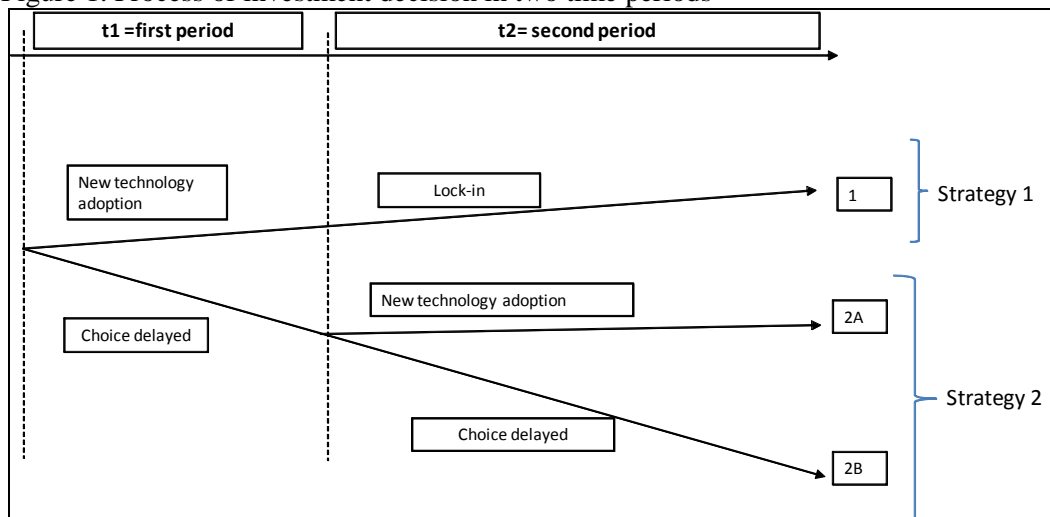 Figure 1. Process of investment decision in two time periods
t1 =first period
t2= second period
New technology
adoption
Lock-in
1
Strategy 1
New technology adoption
2A
Choice delayed
Strategy 2
Choice delayed
2B